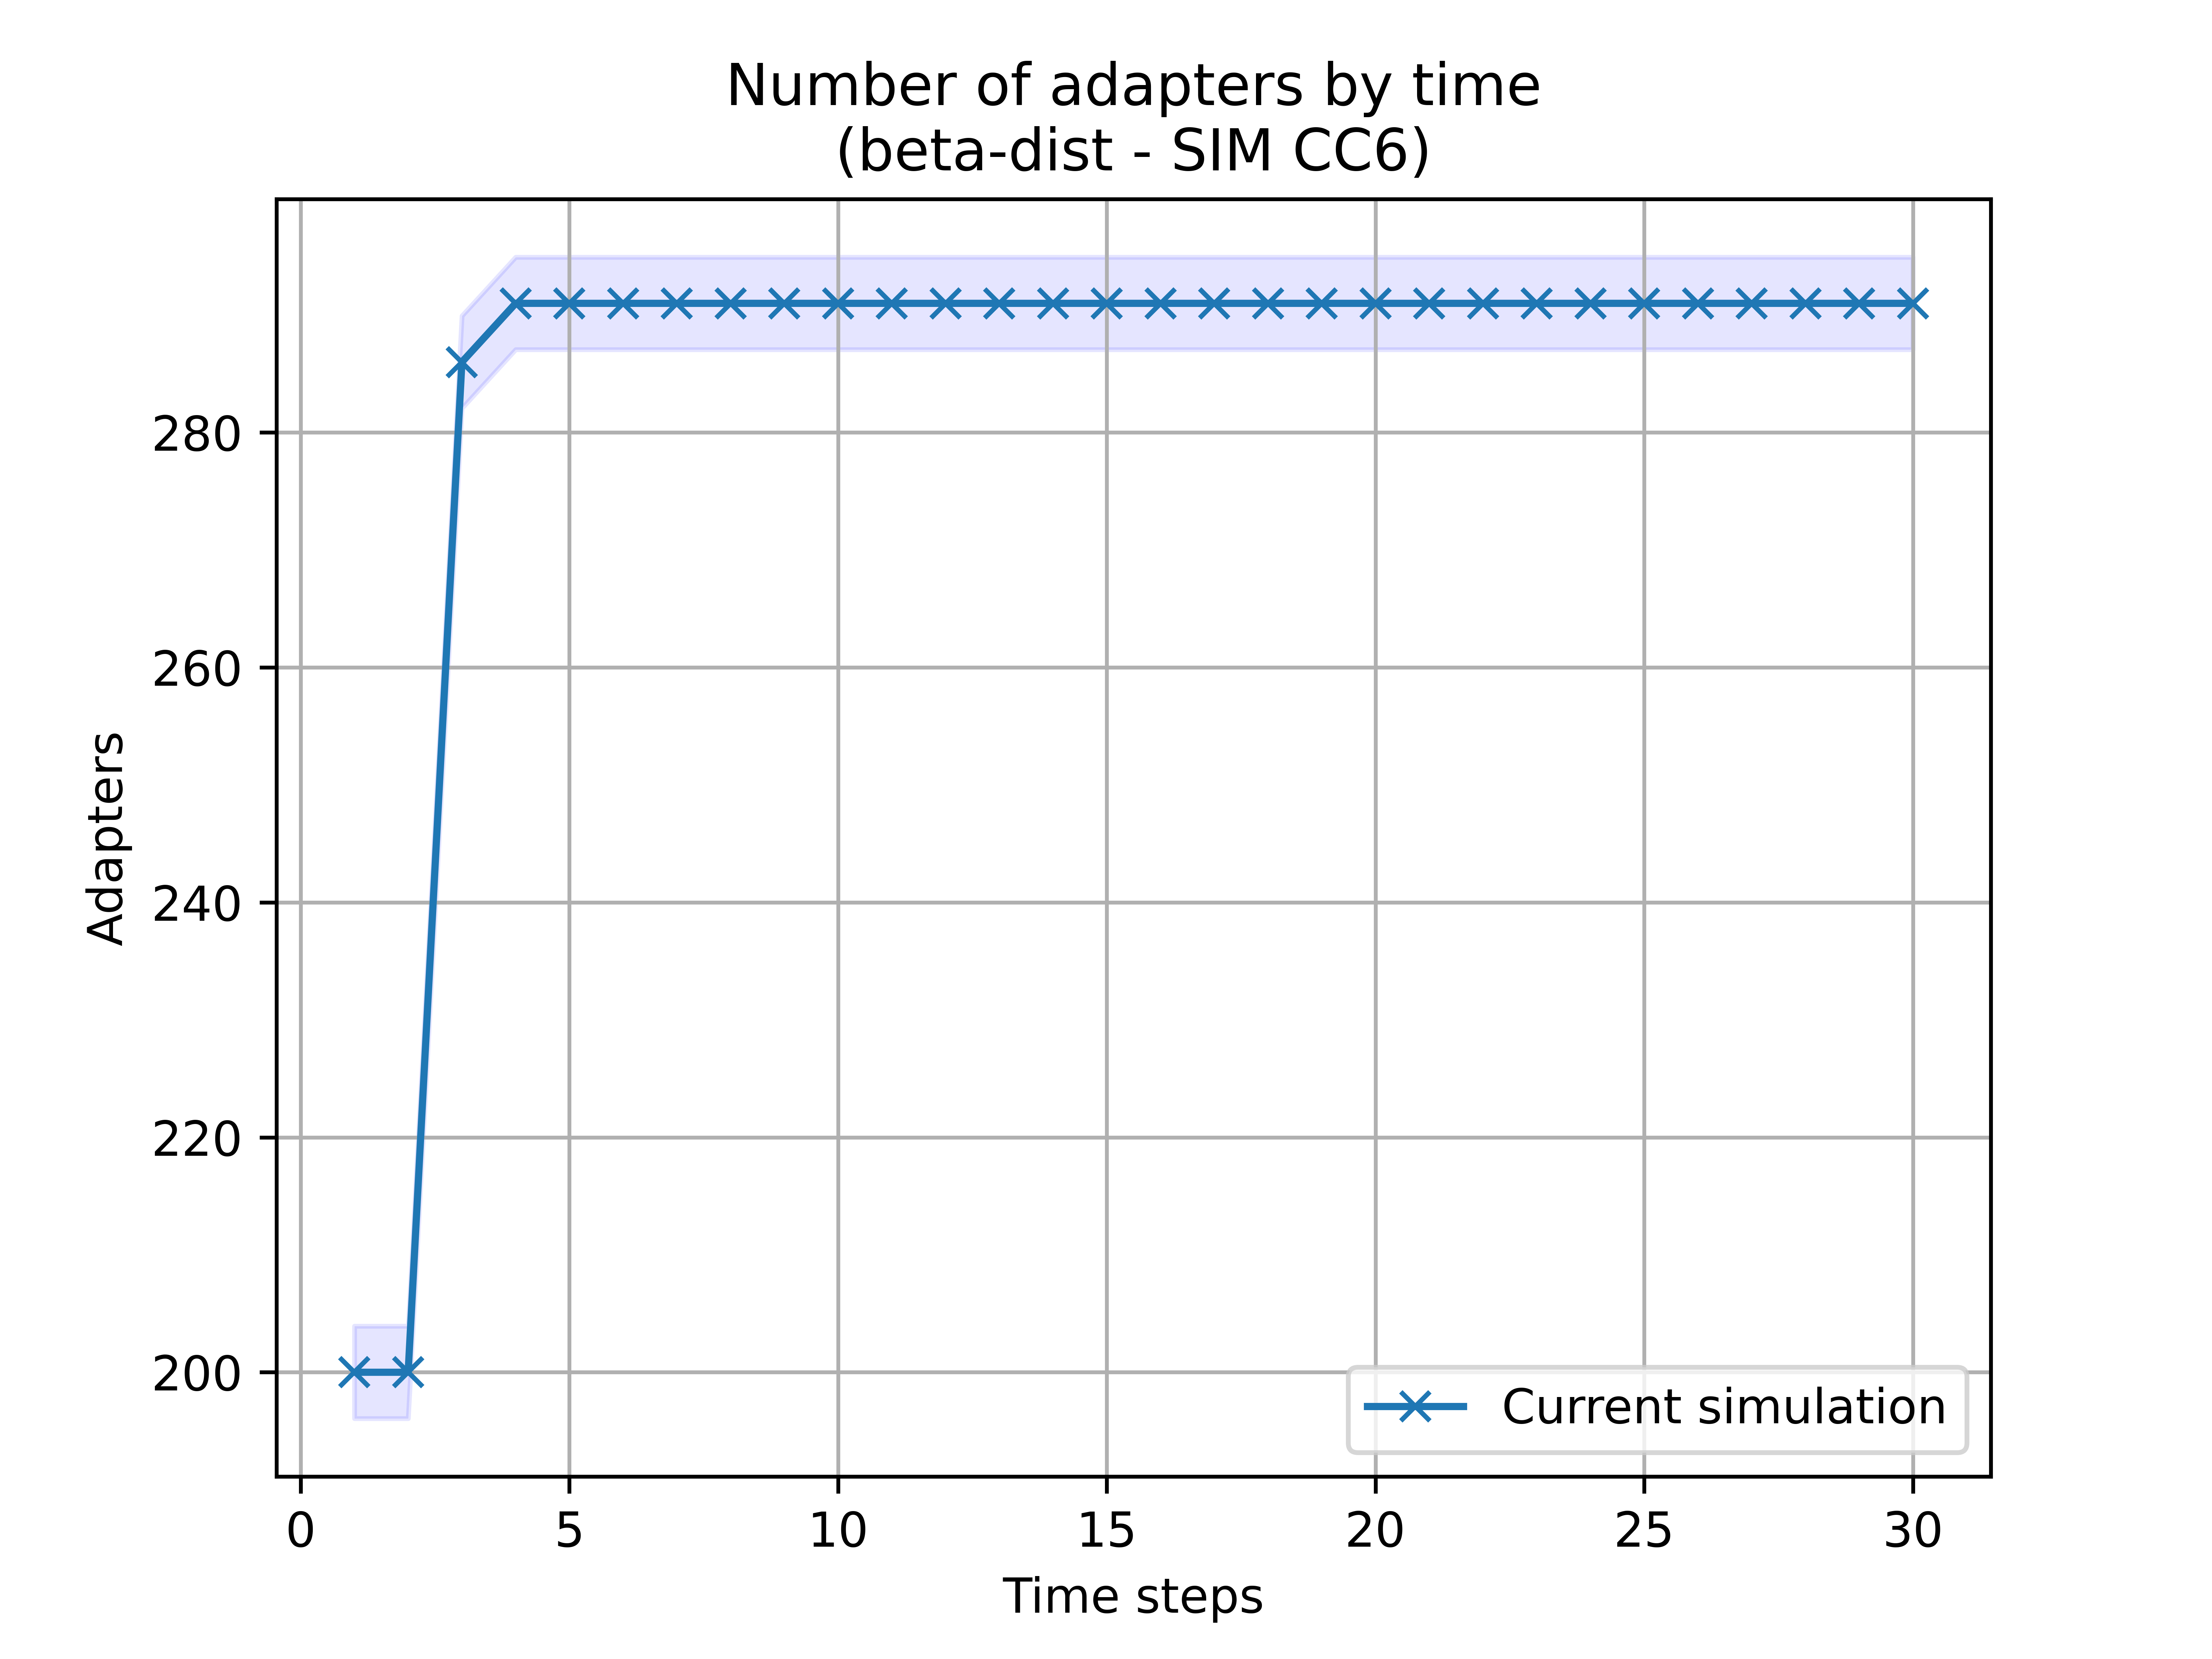 Number of adapters by time
(beta-dist - SIM CC6)
280
260
240
220
200
Adapters
Current simulation
0 5 10 15 20 25 30
Time steps